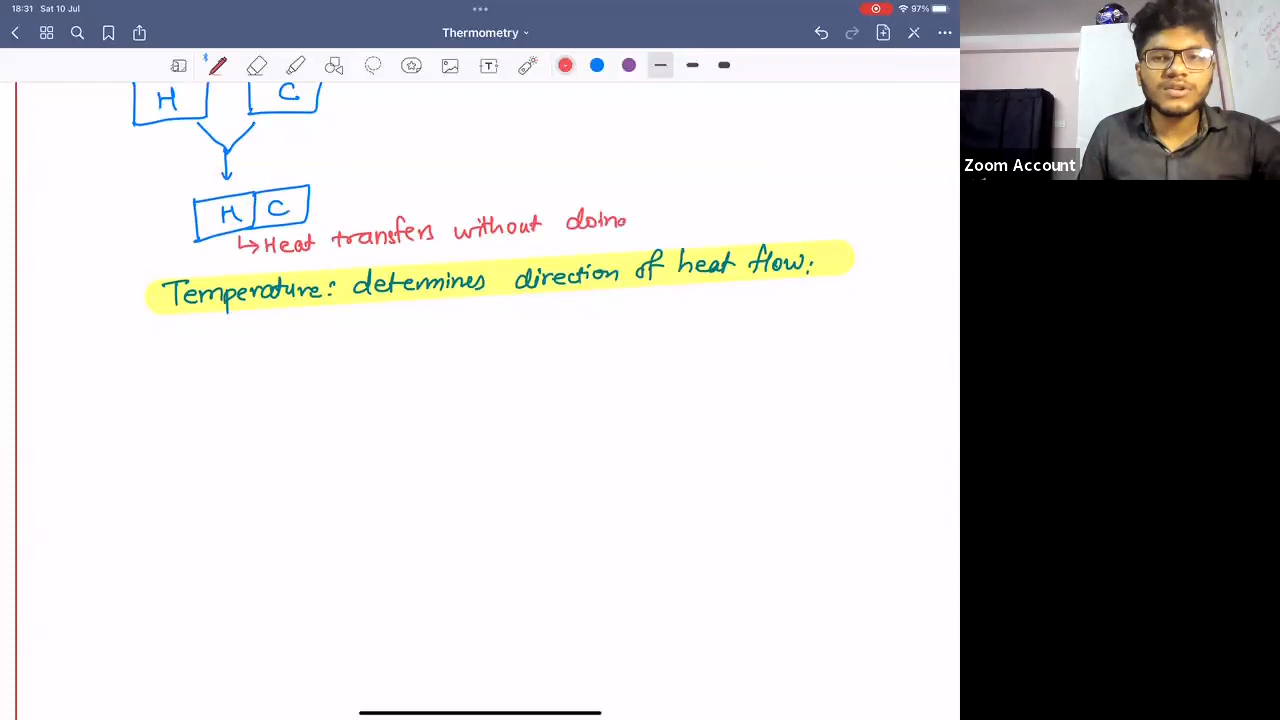 18:31 Sat 10 Jul
97%
Thermometry
T
H C
H C
Heat transfers without doing
Temperature: determines direction of heat flow:
Zoom Account